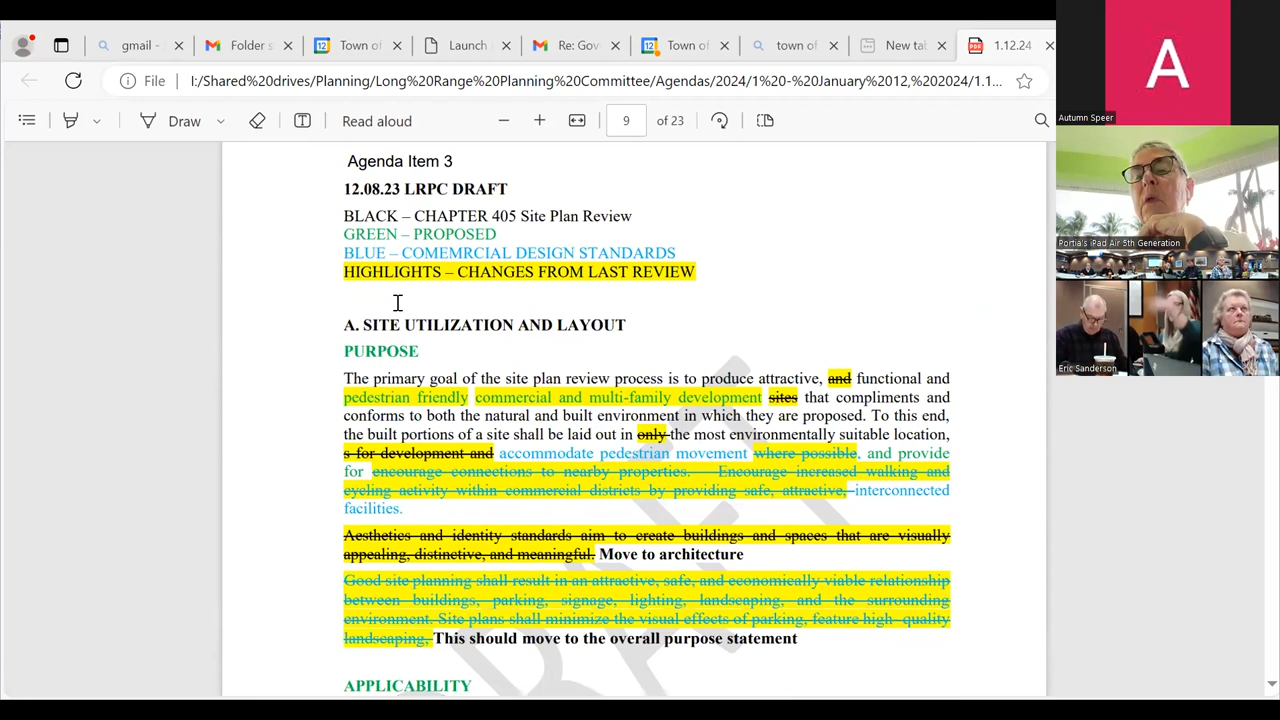 gmail -
Folder s
Town of
Launch
Re: Gov
Town of
town of
New tab
1.12.24
File
I:/Shared%20drives/Planning/Long%20Range%20Planning%20Committee/Agendas/2024/1%20-%20January%2012,%202024/1.1...
Draw
Read aloud
9
of 23
Agenda Item 3
12.08.23 LRPC DRAFT
BLACK – CHAPTER 405 Site Plan Review
GREEN – PROPOSED
BLUE – COMEMRCIAL DESIGN STANDARDS
HIGHLIGHTS – CHANGES FROM LAST REVIEW
A. SITE UTILIZATION AND LAYOUT
PURPOSE
The primary goal of the site plan review process is to produce attractive, and functional and
pedestrian friendly commercial and multi-family development sites that compliments and
conforms to both the natural and built environment in which they are proposed. To this end,
the built portions of a site shall be laid out in only the most environmentally suitable location,
s for development and accommodate pedestrian movement where possible. and provide
for encourage connections to nearby properties. Encourage increased walking and
cycling activity within commercial districts by providing safe, attractive, interconnected
facilities.
Aesthetics and identity standards aim to create buildings and spaces that are visually
appealing, distinctive, and meaningful. Move to architecture
Good site planning shall result in an attractive, safe, and economically viable relationship
between buildings, parking, signage, lighting, landscaping, and the surrounding
environment. Site plans shall minimize the visual effects of parking, feature high- quality
landscaping, This should move to the overall purpose statement
APPLICABILITY
DRAFT
A
Autumn Speer
Portia's iPad Air 5th Generation
Eric Sanderson